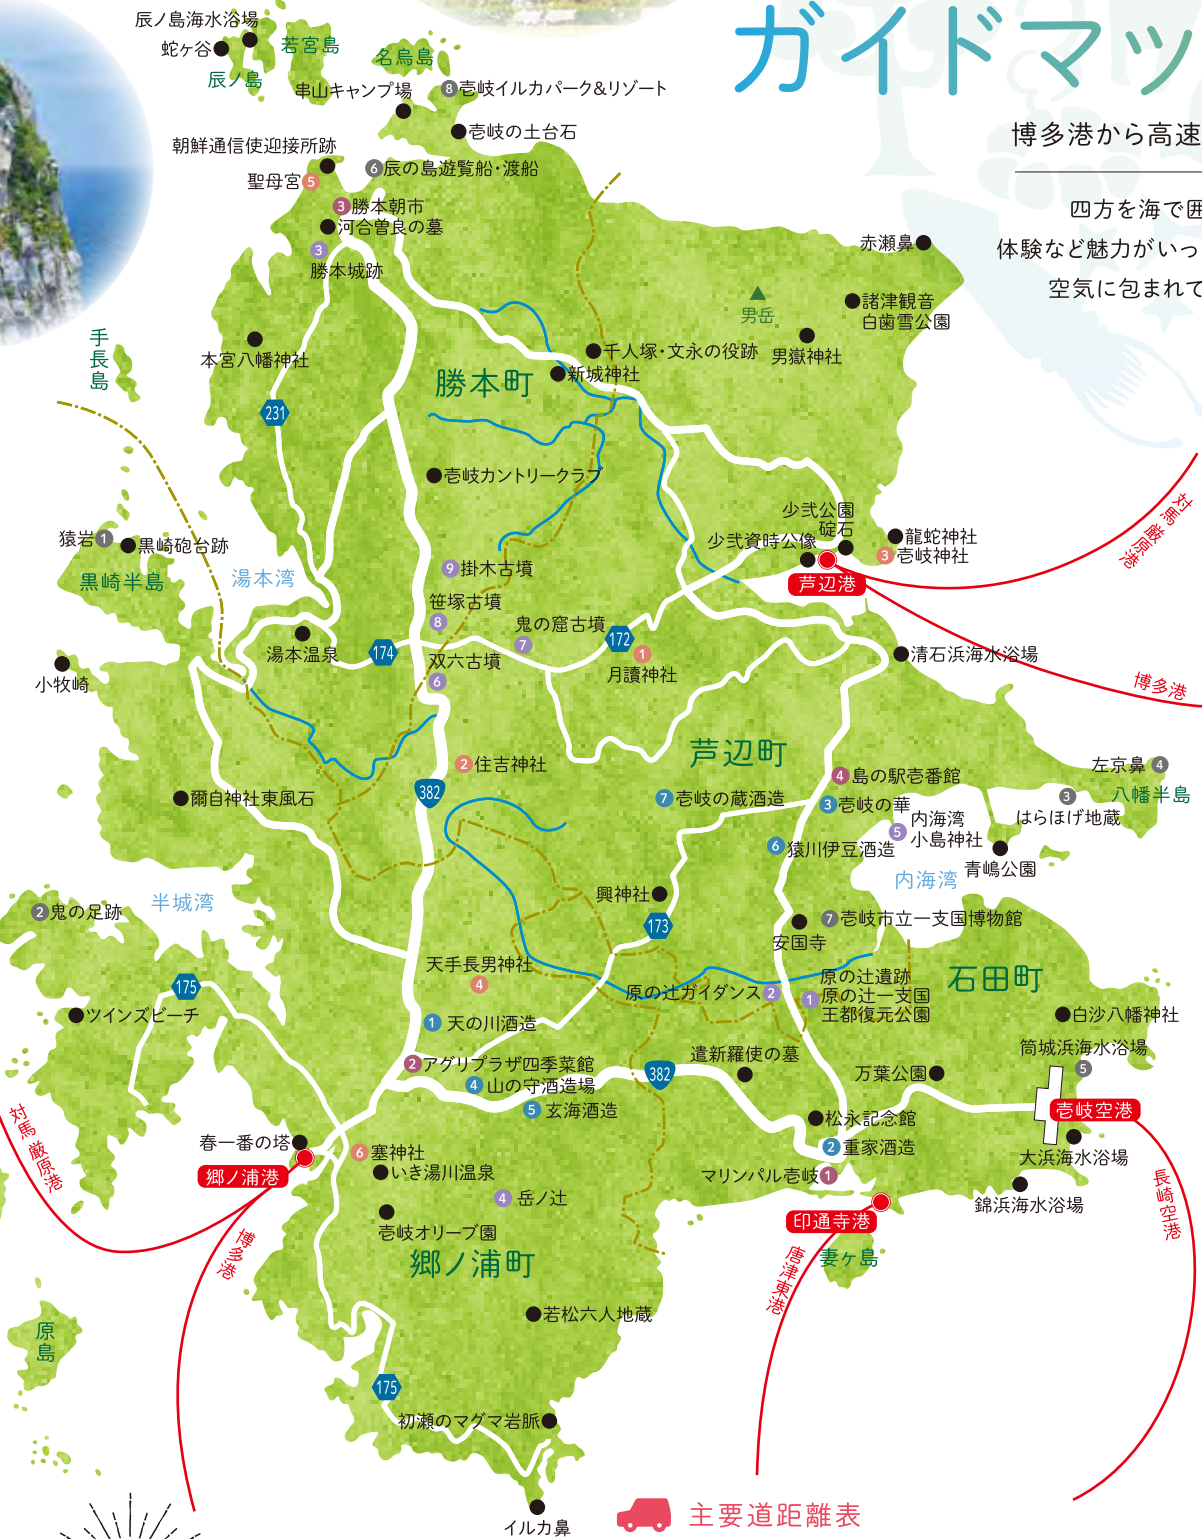 ガイドマッ
博多港から高速
四方を海で囲
体験など魅力がいっ
空気に包まれて
辰ノ島海水浴場
蛇ヶ谷
辰ノ島
若宮島
名烏島
串山キャンプ場
8 壱岐イルカパーク&リゾート
壱岐の土台石
朝鮮通信使迎接所跡
聖母宮 5
6 辰の島遊覧船・渡船
3 勝本朝市
河合曽良の墓
3
勝本城跡
赤瀬鼻
男岳
諸津観音
白歯雪公園
男嶽神社
手長島
本宮八幡神社
千人塚・文永の役跡
新城神社
勝本町
231
壱岐カントリークラブ
対馬 厳原港
少弐公園
碇石
少弐資時公像
龍蛇神社
3 壱岐神社
芦辺港
猿岩 1
黒崎砲台跡
黒崎半島
湯本湾
9 掛木古墳
笹塚古墳
8
鬼の窟古墳
7
172
1
月讀神社
湯本温泉
174
双六古墳
6
清石浜海水浴場
博多港
小牧崎
芦辺町
2 住吉神社
382
爾自神社東風石
4 島の駅壱番館
左京鼻 4
八幡半島
7 壱岐の蔵酒造
3 壱岐の華
3
はらほげ地蔵
5
内海湾
小島神社
6 猿川伊豆酒造
青嶋公園
内海湾
半城湾
2 鬼の足跡
興神社
173
7 壱岐市立一支国博物館
安国寺
天手長男神社
4
175
ツインズビーチ
原の辻ガイダンス 2
原の辻遺跡
1 原の辻一支国
王都復元公園
石田町
白沙八幡神社
1 天の川酒造
筒城浜海水浴場
5
2 アグリプラザ四季菜館
4 山の守酒造場
382
遣新羅使の墓
万葉公園
5 玄海酒造
壱岐空港
対馬 厳原港
松永記念館
春一番の塔
6 塞神社
2 重家酒造
大浜海水浴場
郷ノ浦港
いき湯川温泉
マリンパル壱岐 1
4 岳ノ辻
錦浜海水浴場
長崎空港
印通寺港
壱岐オリーブ園
博多港
郷ノ浦町
唐津東港
妻ヶ島
若松六人地蔵
原島
175
初瀬のマグマ岩脈
イルカ鼻
主要道距離表